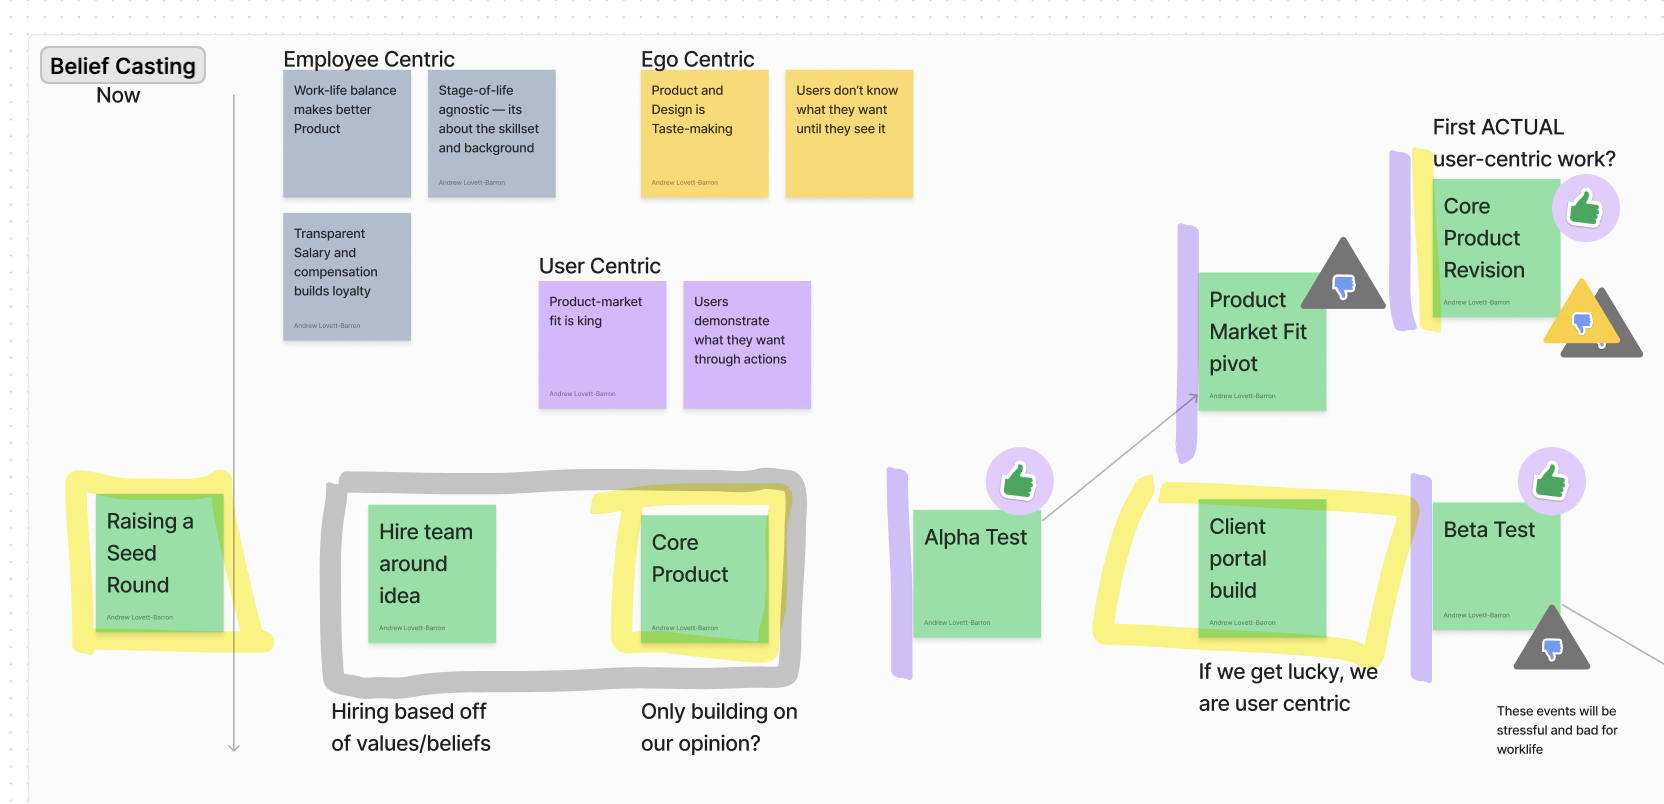 Belief Casting
Now
Employee Centric
Work-life balance
makes better
Product
Stage-of-life
agnostic — its
about the skillset
and background
Andrew Lovett-Barron
Transparent
Salary and
compensation
builds loyalty
Andrew Lovett-Barron
Ego Centric
Product and
Design is
Taste-making
Andrew Lovett-Barron
Users don't know
what they want
until they see it
User Centric
Product-market
fit is king
Andrew Lovett-Barron
Users
demonstrate
what they want
through actions
First ACTUAL
user-centric work?
Core
Product
Revision
Andrew Lovett-Barron
Product
Market Fit
pivot
Andrew Lovett-Barron
Raising a
Seed
Round
Andrew Lovett-Barron
Hire team
around
idea
Andrew Lovett-Barron
Core
Product
Andrew Lovett-Barron
Alpha Test
Andrew Lovett-Barron
Client
portal
build
Andrew Lovett-Barron
Beta Test
Andrew Lovett-Barron
Hiring based off
of values/beliefs
Only building on
our opinion?
If we get lucky, we
are user centric
These events will be
stressful and bad for
worklife